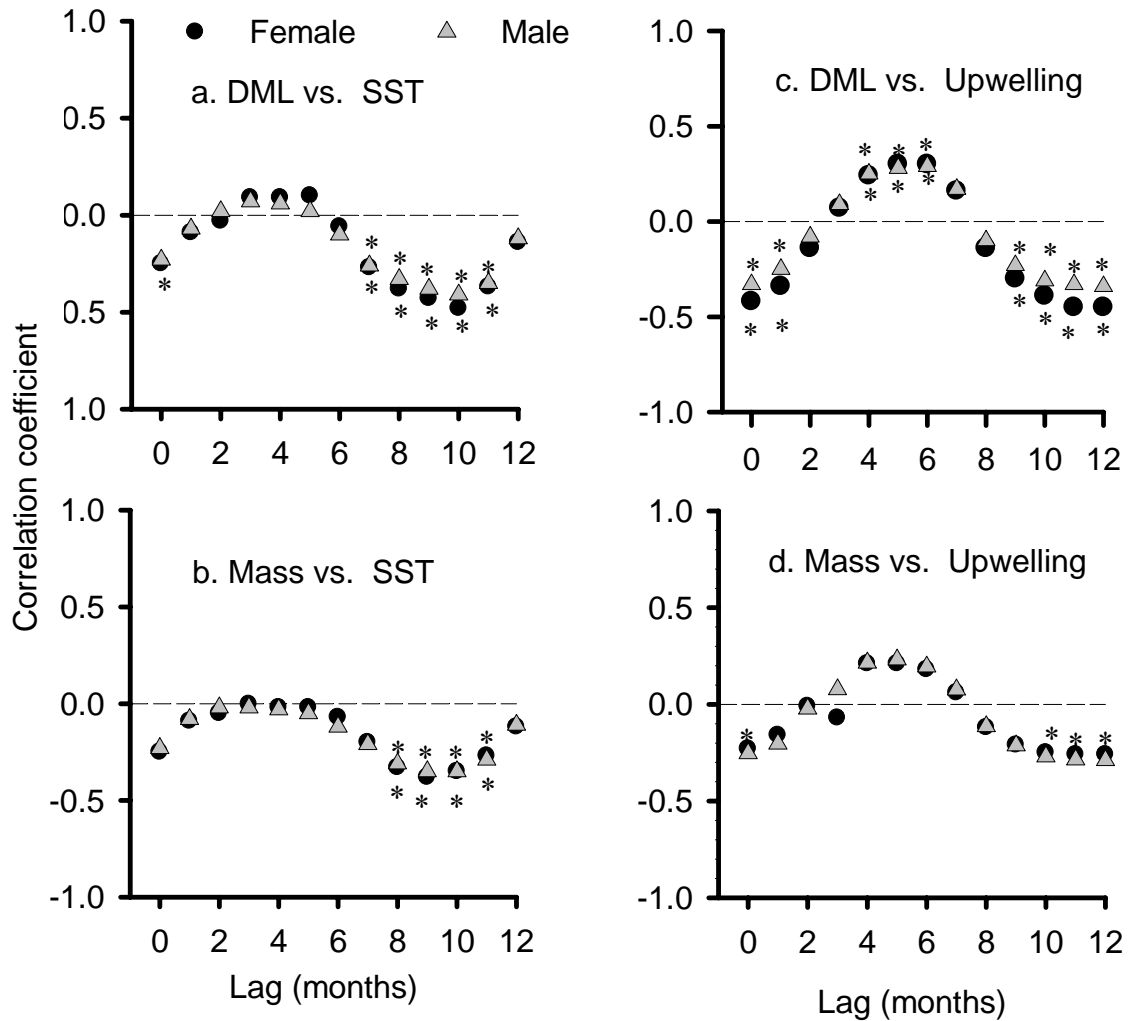 Female Male
a. DML vs. SST
1.0
0.5
0.0
0.5
1.0
0 2 4 6 8 10 12
* * * * * *
* * * * *
c. DML vs. Upwelling
1.0
0.5
0.0
-0.5
-1.0
0 2 4 6 8 10 12
* * * * * * * * *
* * * * * * * * *
b. Mass vs. SST
1.0
0.5
0.0
-0.5
-1.0
0 2 4 6 8 10 12
* * * *
* * * *
Lag (months)
d. Mass vs. Upwelling
1.0
0.5
0.0
-0.5
-1.0
0 2 4 6 8 10 12
* * * *
Lag (months)
Correlation coefficient